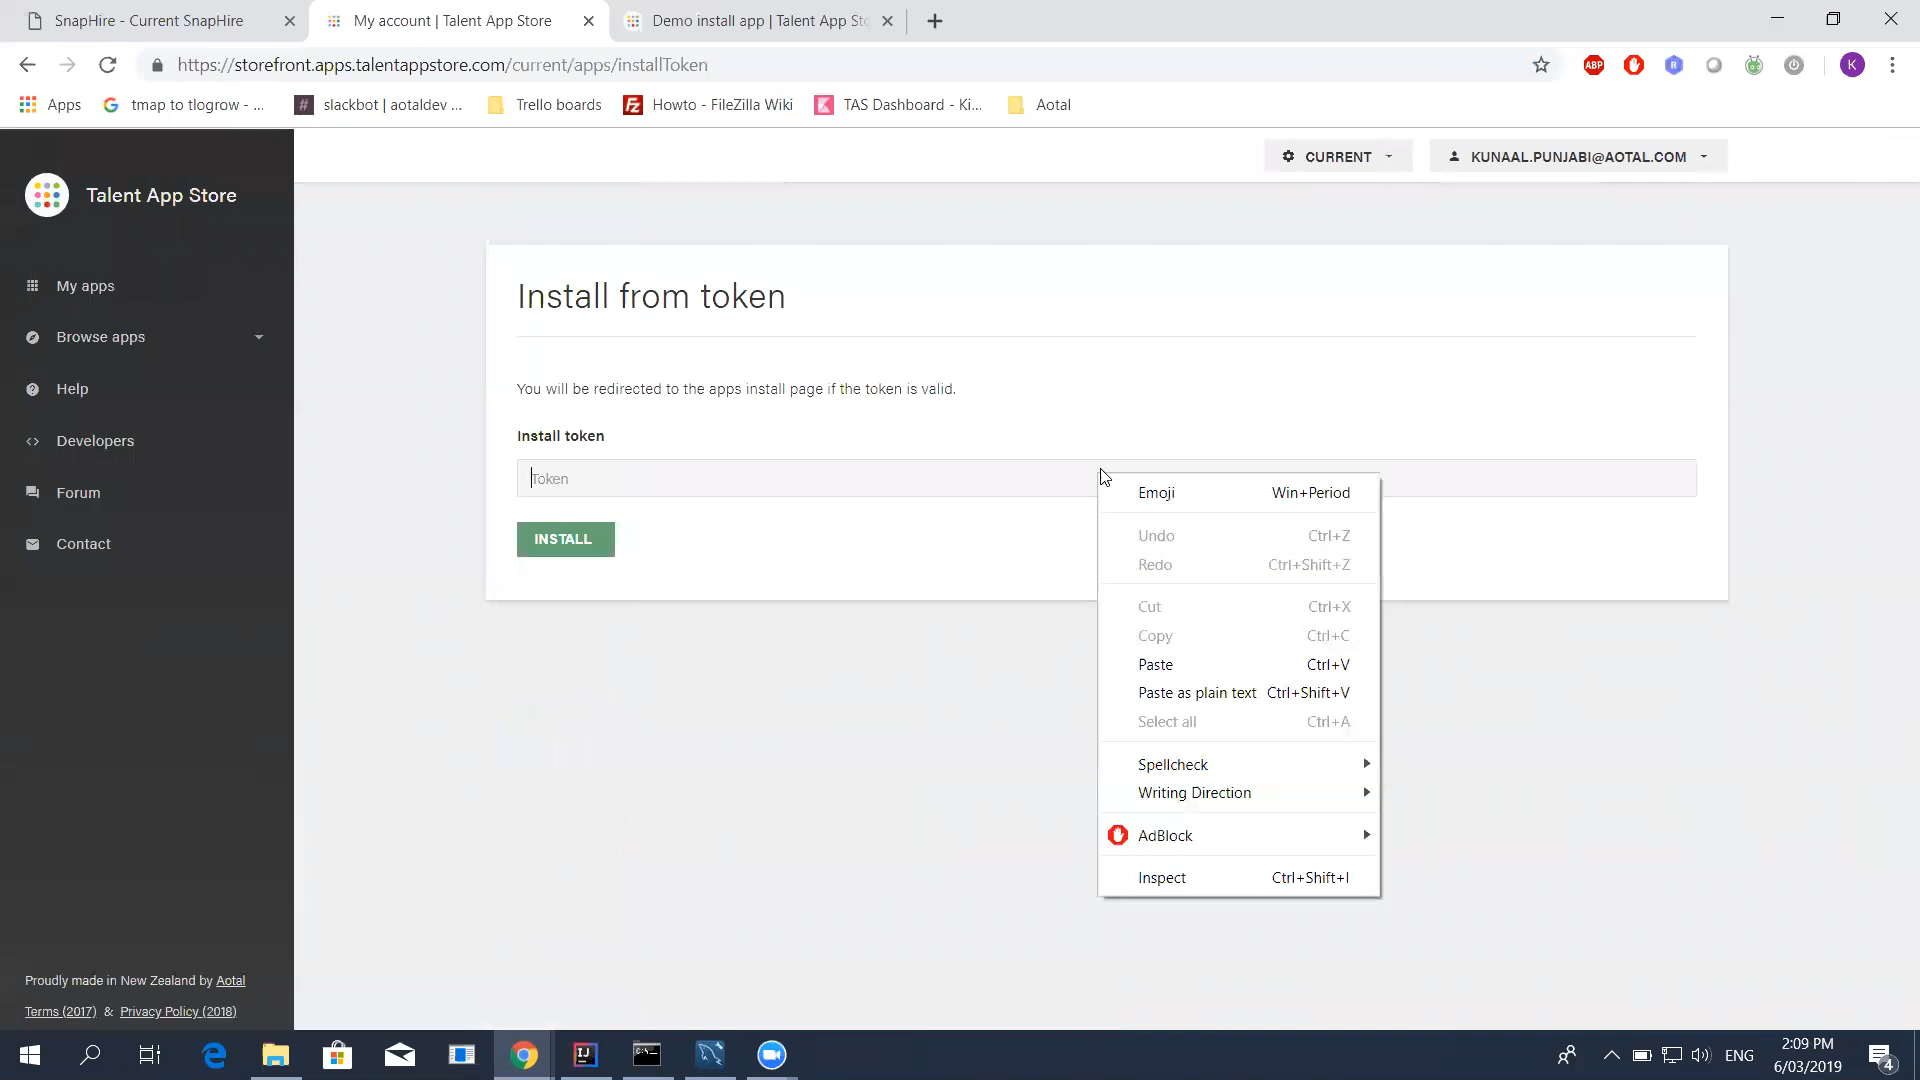 SnapHire - Current SnapHire
My account | Talent App Store
Demo install app | Talent App Sto
https://storefront.apps.talentappstore.com/current/apps/installToken
ABP
R
K
Apps
tmap to tlogrow - ...
slackbot | aotaldev ...
Trello boards
Howto - FileZilla Wiki
TAS Dashboard - Ki...
Aotal
CURRENT
KUNAAL.PUNJABI@AOTAL.COM
Talent App Store
My apps
Browse apps
Help
Developers
Forum
Contact
Install from token
You will be redirected to the apps install page if the token is valid.
Install token
Token
INSTALL
Emoji Win+Period
Undo Ctrl+Z
Redo Ctrl+Shift+Z
Cut Ctrl+X
Copy Ctrl+C
Paste Ctrl+V
Paste as plain text Ctrl+Shift+V
Select all Ctrl+A
Spellcheck
Writing Direction
AdBlock
Inspect Ctrl+Shift+I
Proudly made in New Zealand by Aotal
Terms (2017) & Privacy Policy (2018)
ENG
2:09 PM
6/03/2019
4